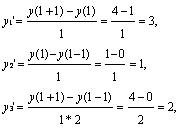 y₁' = y(1+1) − y(1) / 1 = 4−1 / 1 = 3,
y₂' = y(1) − y(1−1) / 1 = 1−0 / 1 = 1,
y₃' = y(1+1) − y(1−1) / 1*2 = 4−0 / 2 = 2,